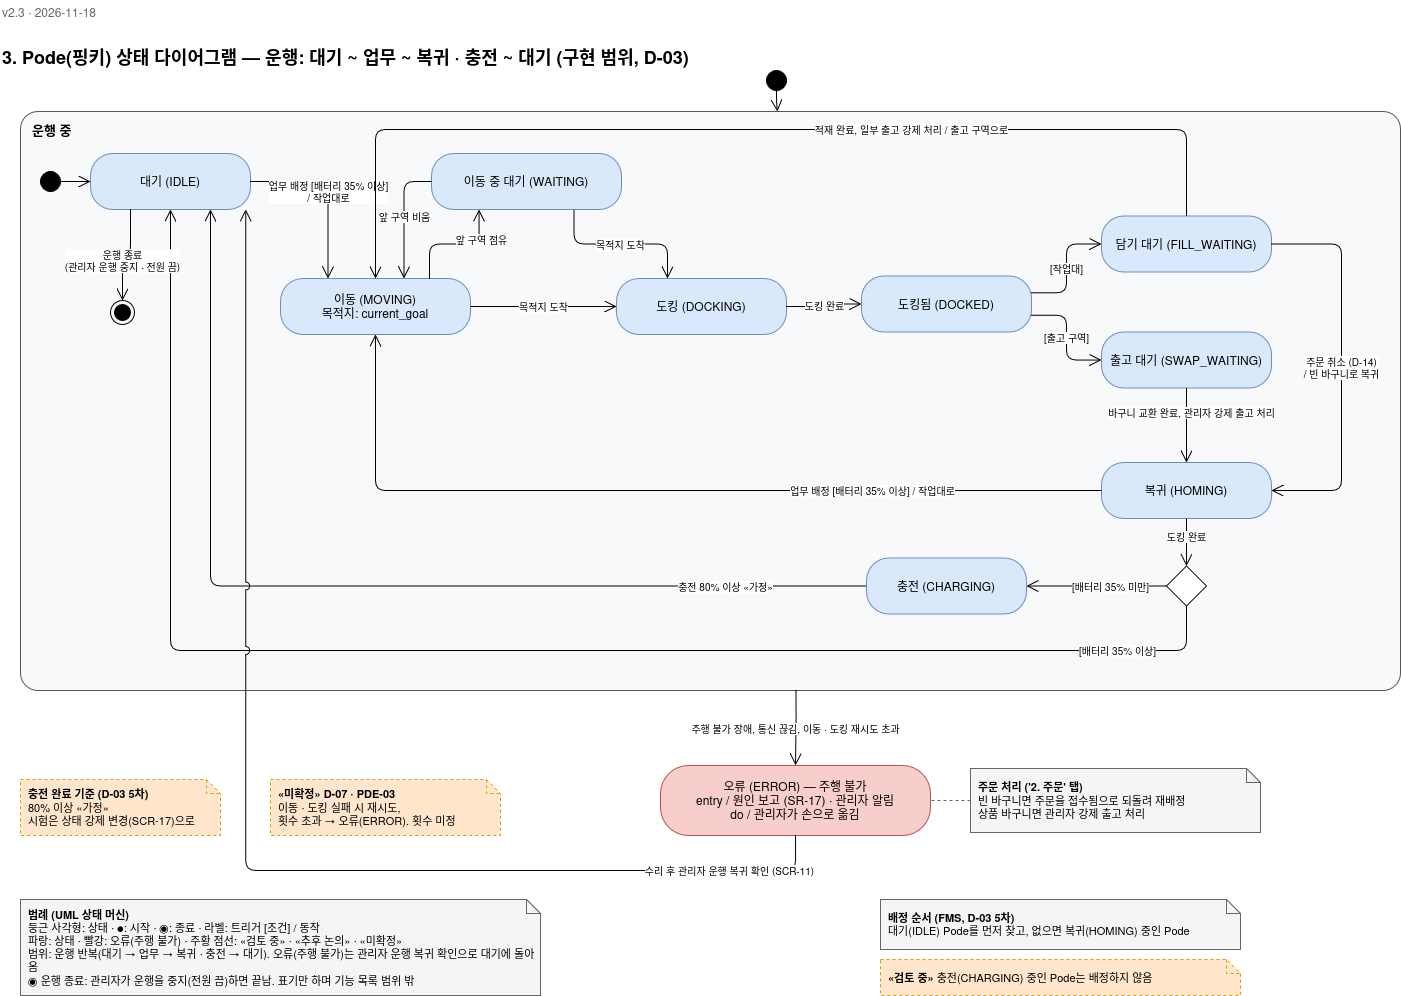 v2.3 · 2026-11-18
3. Pode(핑키) 상태 다이어그램 — 운행: 대기 ~ 업무 ~ 복귀 · 충전 ~ 대기 (구현 범위, D-03)
운행 중
적재 완료, 일부 출고 강제 처리 / 출고 구역으로
대기 (IDLE)
업무 배정 [배터리 35% 이상]
/ 작업대로
이동 중 대기 (WAITING)
앞 구역 비움
앞 구역 점유
목적지 도착
운행 종료
(관리자 운행 중지 · 전원 끔)
이동 (MOVING)
목적지: current_goal
목적지 도착
도킹 (DOCKING)
도킹 완료
도킹됨 (DOCKED)
[작업대]
담기 대기 (FILL_WAITING)
[출고 구역]
출고 대기 (SWAP_WAITING)
주문 취소 (D-14)
/ 빈 바구니로 복귀
바구니 교환 완료, 관리자 강제 출고 처리
업무 배정 [배터리 35% 이상] / 작업대로
복귀 (HOMING)
도킹 완료
충전 80% 이상 «가정»
충전 (CHARGING)
[배터리 35% 미만]
[배터리 35% 이상]
주행 불가 장애, 통신 끊김, 이동 · 도킹 재시도 초과
오류 (ERROR) — 주행 불가
entry / 원인 보고 (SR-17) · 관리자 알림
do / 관리자가 손으로 옮김
주문 처리 ('2. 주문' 탭)
빈 바구니면 주문을 접수됨으로 되돌려 재배정
상품 바구니면 관리자 강제 출고 처리
충전 완료 기준 (D-03 5차)
80% 이상 «가정»
시험은 상태 강제 변경(SCR-17)으로
«미확정» D-07 · PDE-03
이동 · 도킹 실패 시 재시도,
횟수 초과 → 오류(ERROR). 횟수 미정
수리 후 관리자 운행 복귀 확인 (SCR-11)
범례 (UML 상태 머신)
둥근 사각형: 상태 · ●: 시작 · ◉: 종료 · 라벨: 트리거 [조건] / 동작
파랑: 상태 · 빨강: 오류(주행 불가) · 주황 점선: «검토 중» · «추후 논의» · «미확정»
범위: 운행 반복(대기 → 업무 → 복귀 · 충전 → 대기). 오류(주행 불가)는 관리자 운행 복귀 확인으로 대기에 돌아
옴
◉ 운행 종료: 관리자가 운행을 중지(전원 끔)하면 끝남. 표기만 하며 기능 목록 범위 밖
배정 순서 (FMS, D-03 5차)
대기(IDLE) Pode를 먼저 찾고, 없으면 복귀(HOMING) 중인 Pode
«검토 중» 충전(CHARGING) 중인 Pode는 배정하지 않음